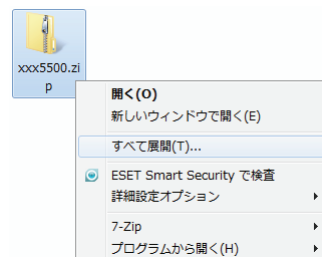 xxx5500.zi
p
開く(O)
新しいウィンドウで開く(E)
すべて展開(T)...
ESET Smart Security で検査
詳細設定オプション
7-Zip
プログラムから開く(H)